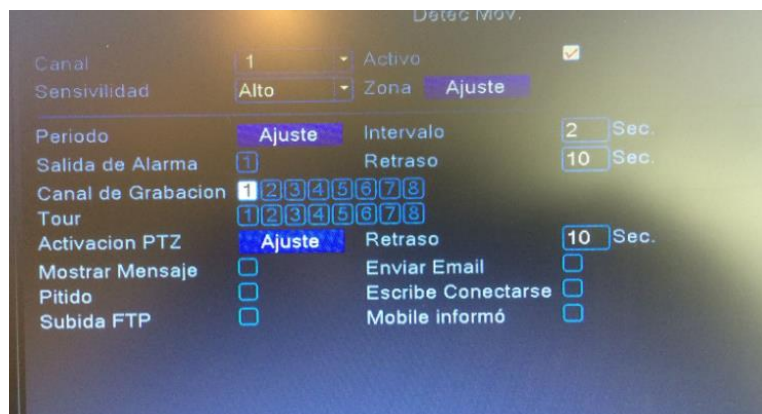 Detec Mov.
Canal 1 Activo
Sensivilidad Alto Zona Ajuste
Periodo Ajuste Intervalo 2 Sec.
Salida de Alarma 1 Retraso 10 Sec.
Canal de Grabacion 1 2 3 4 5 6 7 8
Tour 1 2 3 4 5 6 7 8
Activacion PTZ Ajuste Retraso 10 Sec.
Mostrar Mensaje Enviar Email
Pitido Escribe Conectarse
Subida FTP Mobile informó